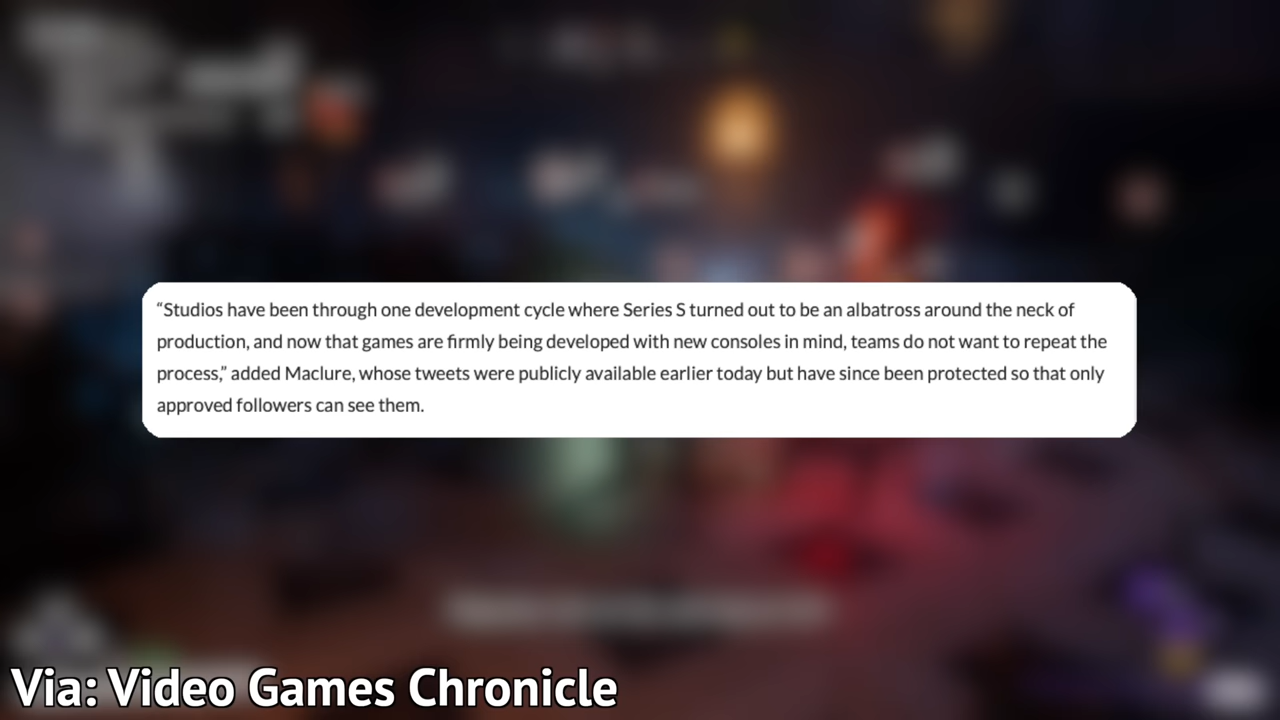 “Studios have been through one development cycle where Series S turned out to be an albatross around the neck of
production, and now that games are firmly being developed with new consoles in mind, teams do not want to repeat the
process,” added Maclure, whose tweets were publicly available earlier today but have since been protected so that only
approved followers can see them.
Via: Video Games Chronicle